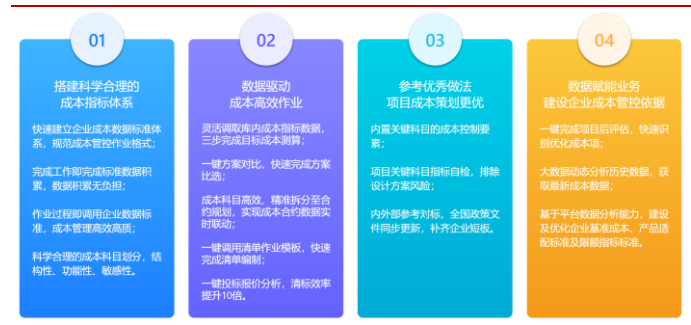 01
搭建科学合理的
成本指标体系
快速建立企业成本数据标准体
系，规范成本管控作业格式；
完成工作即完成标准数据积
累，数据积累无负担；
作业过程即调用企业数据标
准，成本管理高效高质；
科学合理的成本科目划分，结
构性、功能性、敏感性。
02
数据驱动
成本高效作业
灵活调取库内成本指标数据，
三步完成目标成本测算；
一键方案对比，快速完成方案
比选；
成本科目高效、精准拆分至合
约规划，实现成本合约数据实
时联动；
一键调用清单作业模板，快速
完成清单编制；
一键投标报价分析，清标效率
提升10倍。
03
参考优秀做法
项目成本策划更优
内置关键科目的成本控制要
素；
项目关键科目指标自检，排除
设计方案风险；
内外部参考对标，全国政策文
件同步更新，补齐企业短板。
04
数据赋能业务
建设企业成本管控依据
一键完成项目后评估，快速识
别优化成本项；
大数据动态分析历史数据，获
取最新成本数据；
基于平台数据分析能力，建设
及优化企业基准成本、产品适
配标准及限额指标标准。